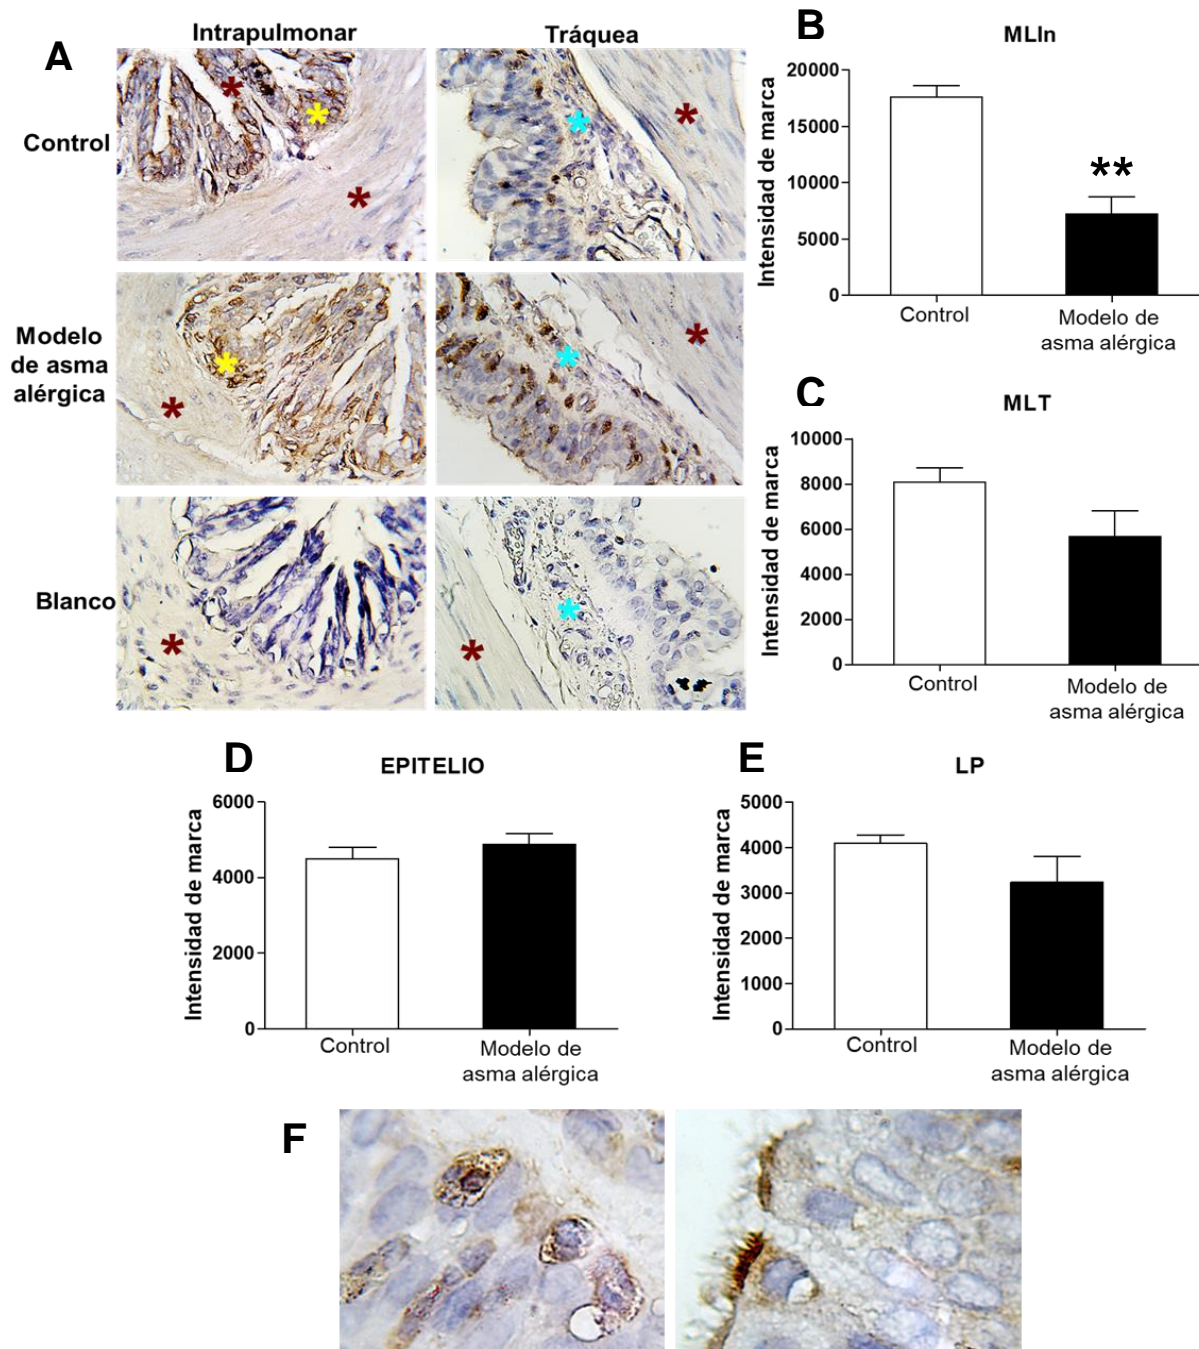 A
Intrapulmonar
Tráquea
Control
Modelo
de asma
alérgica
Blanco
B
MLIn
Intensidad de marca
20000
15000
10000
5000
0
**
Control
Modelo de
asma alérgica
C
MLT
Intensidad de marca
10000
8000
6000
4000
2000
0
Control
Modelo de
asma alérgica
D
EPITELIO
Intensidad de marca
6000
4000
2000
0
Control
Modelo de
asma alérgica
E
LP
Intensidad de marca
5000
4000
3000
2000
1000
0
Control
Modelo de
asma alérgica
F